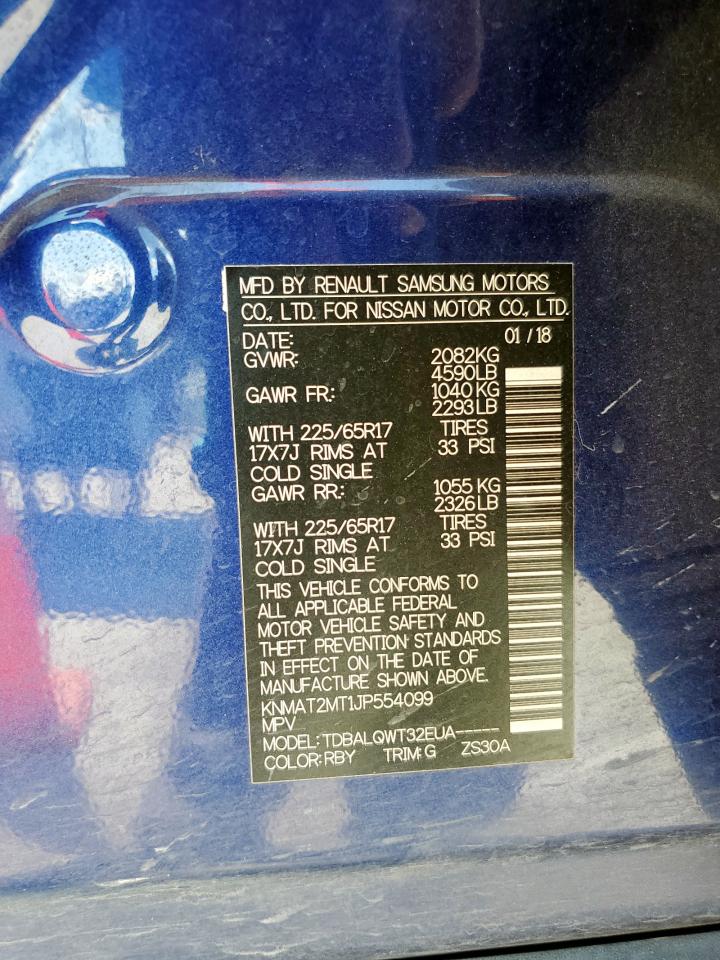 MFD BY RENAULT SAMSUNG MOTORS
CO., LTD. FOR NISSAN MOTOR CO., LTD.
DATE: 01 / 18
GVWR: 2082KG
4590LB
GAWR FR: 1040 KG
2293LB
WITH 225/65R17 TIRES
17X7J RIMS AT 33 PSI
COLD SINGLE
GAWR RR: 1055 KG
2326LB
WITH 225/65R17 TIRES
17X7J RIMS AT 33 PSI
COLD SINGLE
THIS VEHICLE CONFORMS TO
ALL APPLICABLE FEDERAL
MOTOR VEHICLE SAFETY AND
THEFT PREVENTION STANDARDS
IN EFFECT ON THE DATE OF
MANUFACTURE SHOWN ABOVE.
KNMAT2MT1JP554099
MPV
MODEL: TDBALQWT32EUA-----
COLOR: RBY TRIM: G ZS30A